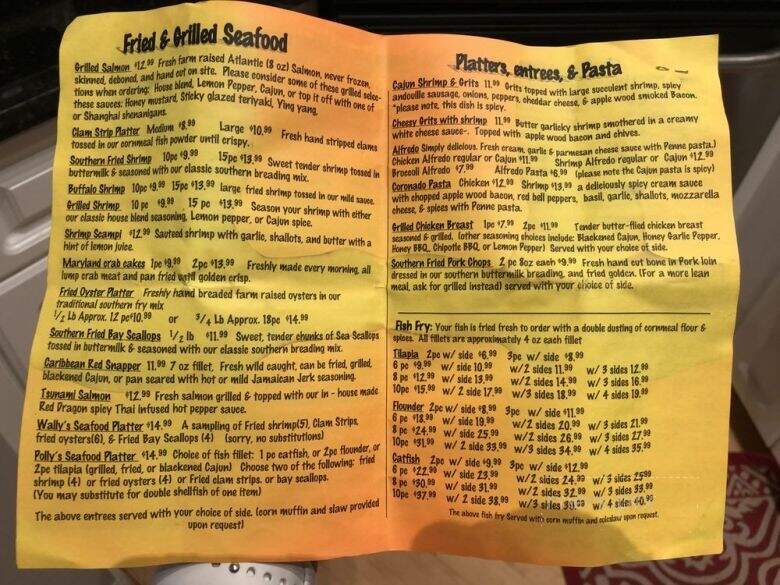 Fried & Grilled Seafood
Grilled Salmon $12.99 Fresh farm raised Atlantic (8 oz) Salmon, never frozen,
skinned, deboned, and hand cut on site. Please consider some of these grilled selec-
tions when ordering: House blend, Lemon Pepper, Cajun, or top it off with one of
these sauces: Honey mustard, Sticky glazed teriyaki, Ying yang,
or Shanghai shenanigans.
Clam Strip Platter Medium $8.99 Large $10.99 Fresh hand stripped clams
tossed in our cornmeal fish powder until crispy.
Southern Fried Shrimp 10pc $9.99 15pc $13.99 Sweet tender shrimp tossed in
buttermilk & seasoned with our classic southern breading mix.
Buffalo Shrimp 10pc $9.99 15pc $13.99 large fried shrimp tossed in our mild sauce.
Grilled Shrimp 10 pc $9.99 15 pc $13.99 Season your shrimp with either
our classic house blend seasoning, Lemon pepper, or Cajun spice.
Shrimp Scampi $12.99 Sauteed shrimp with garlic, shallots, and butter with a
hint of lemon juice.
Maryland crab cakes 1pc $9.99 2pc $13.99 Freshly made every morning, all
lump crab meat and pan fried until golden crisp.
Fried Oyster Platter Freshly hand breaded farm raised oysters in our
traditional southern fry mix
1/2 Lb Approx. 12 pc $10.99 or 3/4 Lb Approx. 18pc $14.99
Southern Fried Bay Scallops 1/2 lb $11.99 Sweet, tender chunks of Sea Scallops
tossed in buttermilk & seasoned with our classic southern breading mix.
Caribbean Red Snapper 11.99 7 oz fillet, Fresh wild caught, can be fried, grilled,
blackened Cajun, or pan seared with hot or mild Jamaican Jerk seasoning.
Tsunami Salmon $12.99 Fresh salmon grilled & topped with our in - house made
Red Dragon spicy Thai infused hot pepper sauce.
Wally's Seafood Platter $14.99 A sampling of Fried shrimp(5), Clam Strips,
fried oysters(6), & Fried Bay Scallops (4) (sorry, no substitutions)
Polly's Seafood Platter $14.99 Choice of fish fillet: 1 pc catfish, or 2pc flounder, or
2pc tilapia (grilled, fried, or blackened Cajun) Choose two of the following: fried
shrimp (4) or fried oysters (4) or Fried clam strips. or bay scallops.
(You may substitute for double shellfish of one item)
The above entrees served with your choice of side. (corn muffin and slaw provided
upon request)
Platters, entrees, & Pasta
Cajun Shrimp & Grits 11.99 Grits topped with large succulent shrimp, spicy
andouille sausage, onions, peppers, cheddar cheese, & apple wood smoked Bacon.
*please note, this dish is spicy.
Cheesy Grits with shrimp 11.99 Butter garlicky shrimp smothered in a creamy
white cheese sauce-. Topped with apple wood bacon and chives.
Alfredo Simply delicious. Fresh cream, garlic & parmesan cheese sauce with Penne pasta.)
Chicken Alfredo regular or Cajun $11.99 Shrimp Alfredo regular or Cajun $12.99
Broccoli Alfredo $7.99 Alfredo Pasta $6.99 (please note the Cajun pasta is spicy)
Coronado Pasta Chicken $12.99 Shrimp $13.99 a deliciously spicy cream sauce
with chopped apple wood bacon, red bell peppers, basil, garlic, shallots, mozzarella
cheese, & spices with Penne pasta.
Grilled Chicken Breast 1pc $7.99 2pc $11.99 Tender butter-flied chicken breast
seasoned & grilled. (other seasoning choices include: Blackened Cajun, Honey Garlic Pepper,
Honey BBQ, Chipotle BBQ, or Lemon Pepper) Served with your choice of side.
Southern Fried Pork Chops 2 pc 8oz each $9.99 Fresh hand cut bone in Pork loin
dressed in our southern buttermilk breading, and fried golden. (For a more lean
meal, ask for grilled instead) served with your choice of side.
Fish Fry: Your fish is fried fresh to order with a double dusting of cornmeal flour &
spices. All fillets are approximately 4 oz each fillet
Tilapia 2pc w/ side $6.99 3pc w/ side $8.99
6 pc $9.99 w/ side 10.99 w/2 sides 11.99 w/ 3 sides 12.99
8 pc $12.99 w/ side 13.99 w/2 sides 14.99 w/ 3 sides 16.99
10pc $15.99 w/ 2 side 17.99 w/3 sides 18.99 w/ 4 sides 19.99
Flounder 2pc w/ side $8.99 3pc w/ side $11.99
6 pc $18.99 w/ side 19.99 w/2 sides 20.99 w/ 3 sides 21.99
8 pc $24.99 w/ side 25.99 w/2 sides 26.99 w/ 3 sides 27.99
10pc $31.99 w/ 2 side 33.99 w/3 sides 34.99 w/ 4 sides 35.99
Catfish 2pc w/ side $9.99 3pc w/ side $12.99
6 pc $22.99 w/ side 23.99 w/2 sides 24.99 w/ 3 sides 25.99
8 pc $30.99 w/ side 31.99 w/2 sides 32.99 w/ 3 sides 33.99
10pc $37.99 w/ 2 side 38.99 w/3 sides 39.99 w/ 4 sides 40.99
The above fish fry Served with corn muffin and coleslaw upon request.